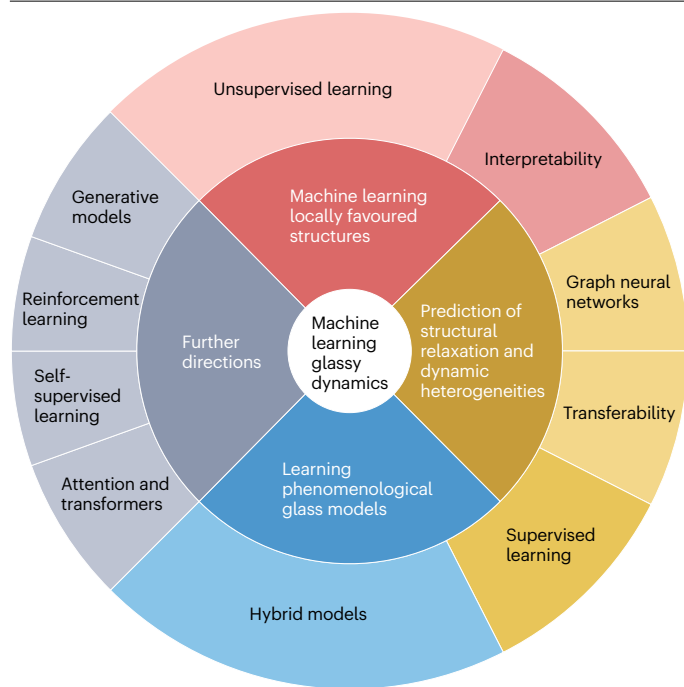 Unsupervised learning
Interpretability
Generative
models
Machine learning
locally favoured
structures
Graph neural
networks
Reinforcement
learning
Further
directions
Machine
learning
glassy
dynamics
Prediction of
structural
relaxation and
dynamic
heterogeneities
Self-
supervised
learning
Transferability
Attention and
transformers
Learning
phenomenological
glass models
Supervised
learning
Hybrid models